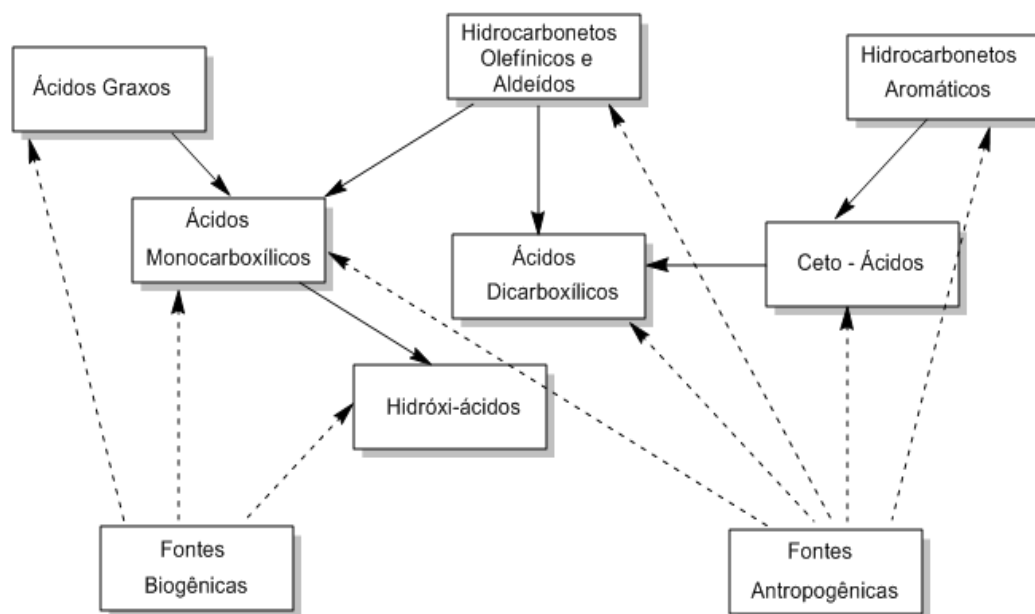 Ácidos Graxos
Hidrocarbonetos
Olefínicos e
Aldeídos
Hidrocarbonetos
Aromáticos
Ácidos
Monocarboxílicos
Ácidos
Dicarboxílicos
Ceto - Ácidos
Hidróxi-ácidos
Fontes
Biogênicas
Fontes
Antropogênicas